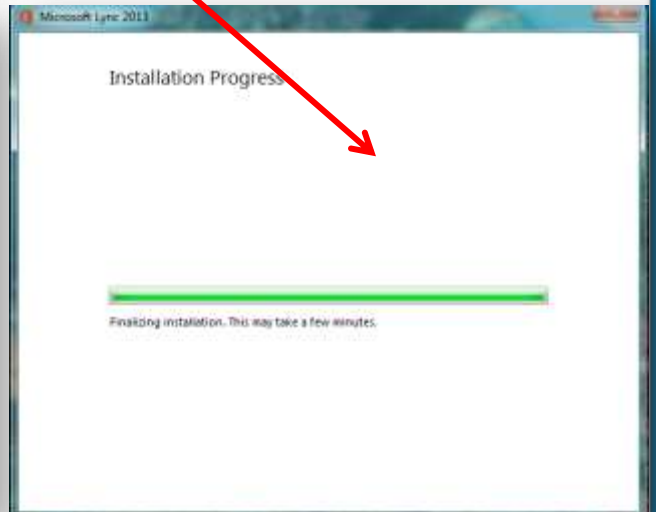 Microsoft Lync 2013
Installation Progress
Finalizing installation. This may take a few minutes.